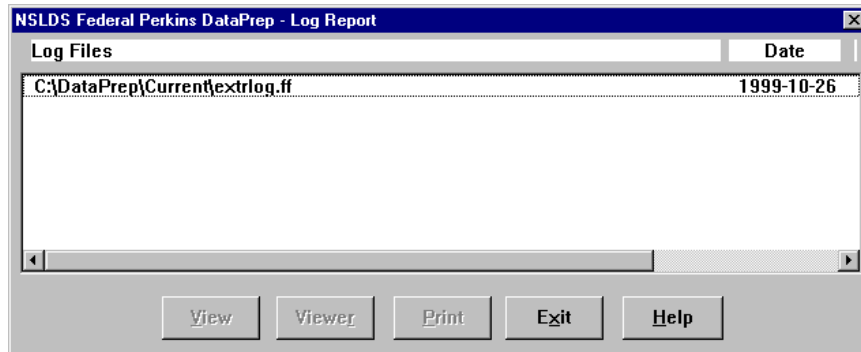 NSLDS Federal Perkins DataPrep - Log Report
Log Files Date
C:\DataPrep\Current\extrlog.ff 1999-10-26
View Viewer Print Exit Help